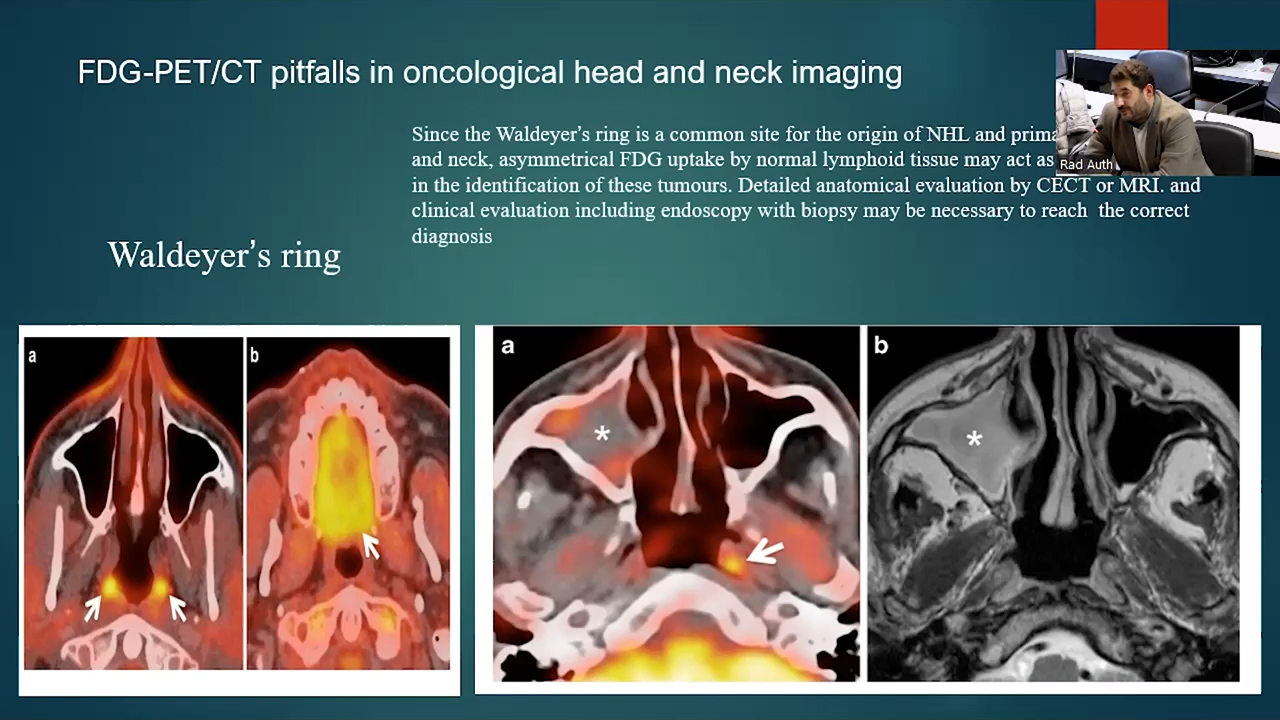 FDG-PET/CT pitfalls in oncological head and neck imaging
Since the Waldeyer's ring is a common site for the origin of NHL and
and neck, asymmetrical FDG uptake by normal lymphoid tissue may act as
in the identification of these tumours. Detailed anatomical evaluation by CECT or MRI. and
clinical evaluation including endoscopy with biopsy may be necessary to reach the correct
diagnosis
Rad Auth
Waldeyer's ring
a
b
a
b
*
*